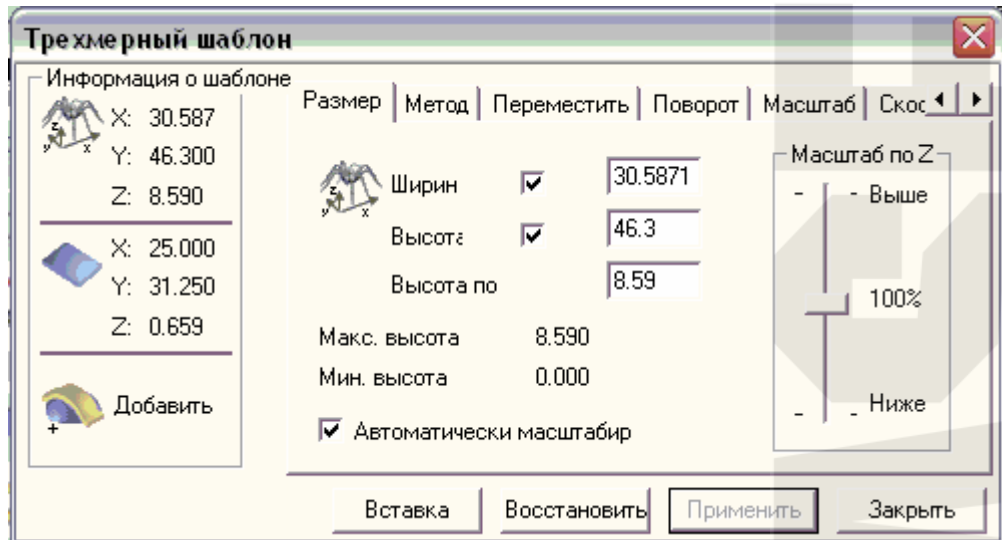 Трехмерный шаблон
Информация о шаблоне
X: 30.587
Y: 46.300
Z: 8.590
X: 25.000
Y: 31.250
Z: 0.659
Добавить
Размер Метод Переместить Поворот Масштаб Скос
Ширин 30.5871
Высота 46.3
Высота по 8.59
Макс. высота 8.590
Мин. высота 0.000
Автоматически масштабир
Масштаб по Z
Выше
100%
Ниже
Вставка Восстановить Применить Закрыть